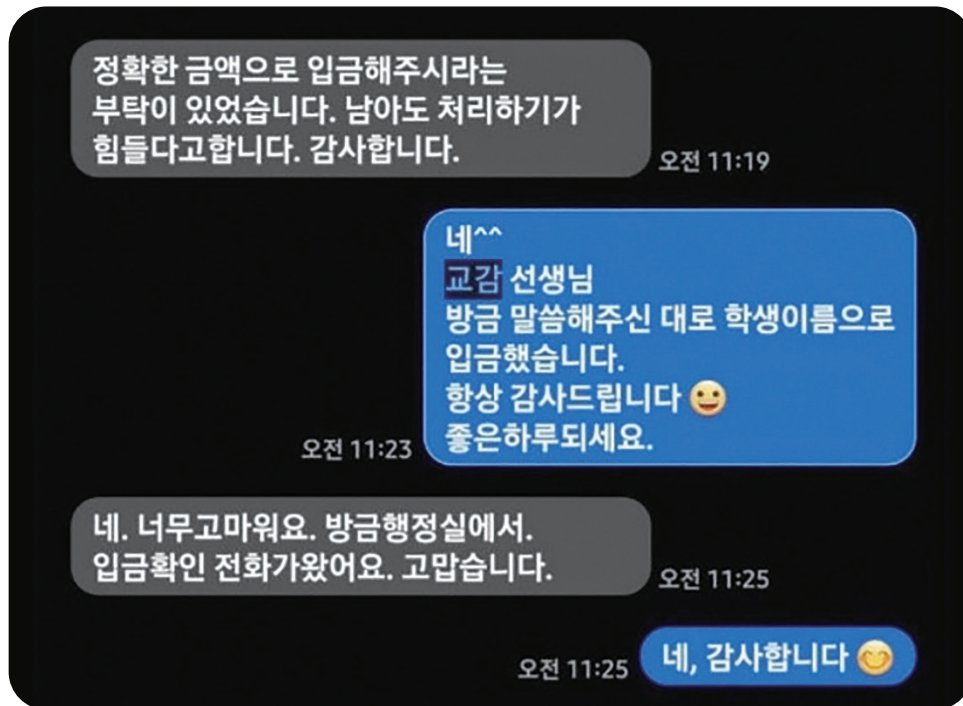 정확한 금액으로 입금해주시라는
부탁이 있었습니다. 남아도 처리하기가
힘들다고합니다. 감사합니다.
오전 11:19
네^^
교감 선생님
방금 말씀해주신 대로 학생이름으로
입금했습니다.
항상 감사드립니다 😀
좋은하루되세요.
오전 11:23
네. 너무고마워요. 방금행정실에서.
입금확인 전화가왔어요. 고맙습니다.
오전 11:25
네, 감사합니다 😊
오전 11:25